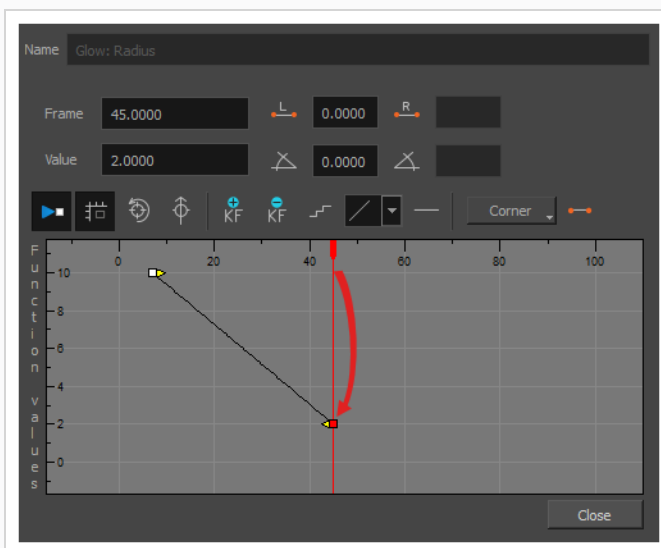 Name Glow: Radius
Frame 45.0000 L 0.0000 R
Value 2.0000 0.0000
KF KF Corner
Function values
0 20 40 60 80 100
10
8
6
4
2
0
Close